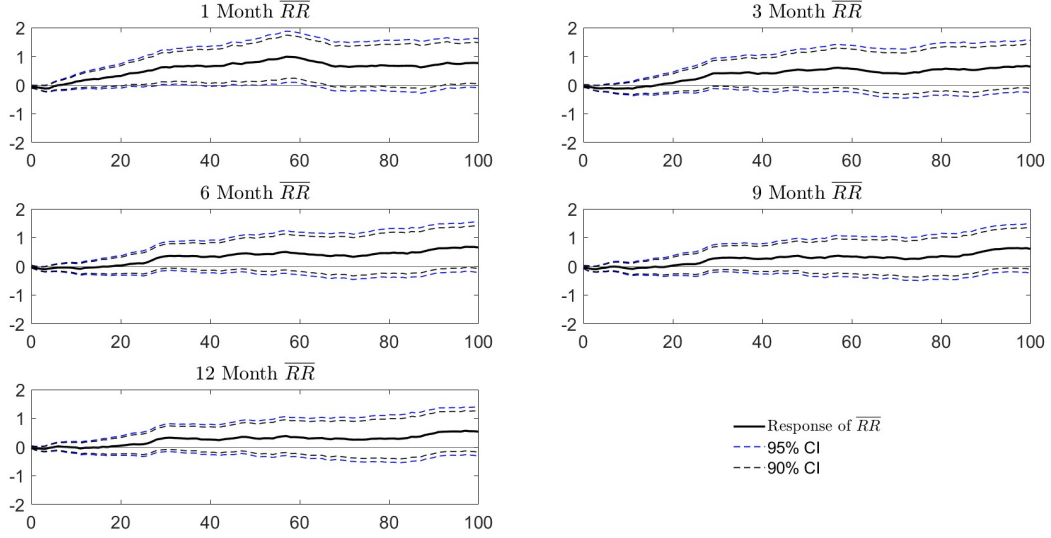 1 Month $\overline{RR}$
2
1
0
-1
-2
0 20 40 60 80 100
3 Month $\overline{RR}$
2
1
0
-1
-2
0 20 40 60 80 100
6 Month $\overline{RR}$
2
1
0
-1
-2
0 20 40 60 80 100
9 Month $\overline{RR}$
2
1
0
-1
-2
0 20 40 60 80 100
12 Month $\overline{RR}$
2
1
0
-1
-2
0 20 40 60 80 100
Response of $\overline{RR}$
95% CI
90% CI